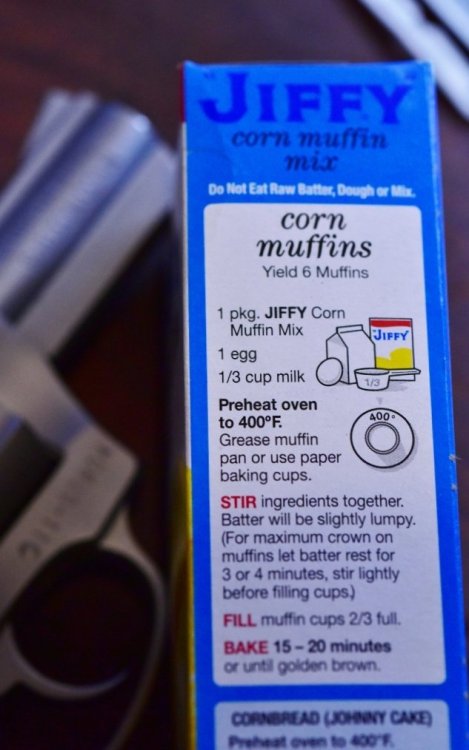 JIFFY
corn muffin
mix
Do Not Eat Raw Batter, Dough or Mix.
corn
muffins
Yield 6 Muffins
1 pkg. JIFFY Corn
Muffin Mix
1 egg
1/3 cup milk
JIFFY
1/3
Preheat oven
to 400°F.
Grease muffin
pan or use paper
baking cups.
400°
STIR ingredients together.
Batter will be slightly lumpy.
(For maximum crown on
muffins let batter rest for
3 or 4 minutes, stir lightly
before filling cups.)
FILL muffin cups 2/3 full.
BAKE 15 – 20 minutes
or until golden brown.
CORNBREAD (JOHNNY CAKE)
Preheat oven to 400°F.